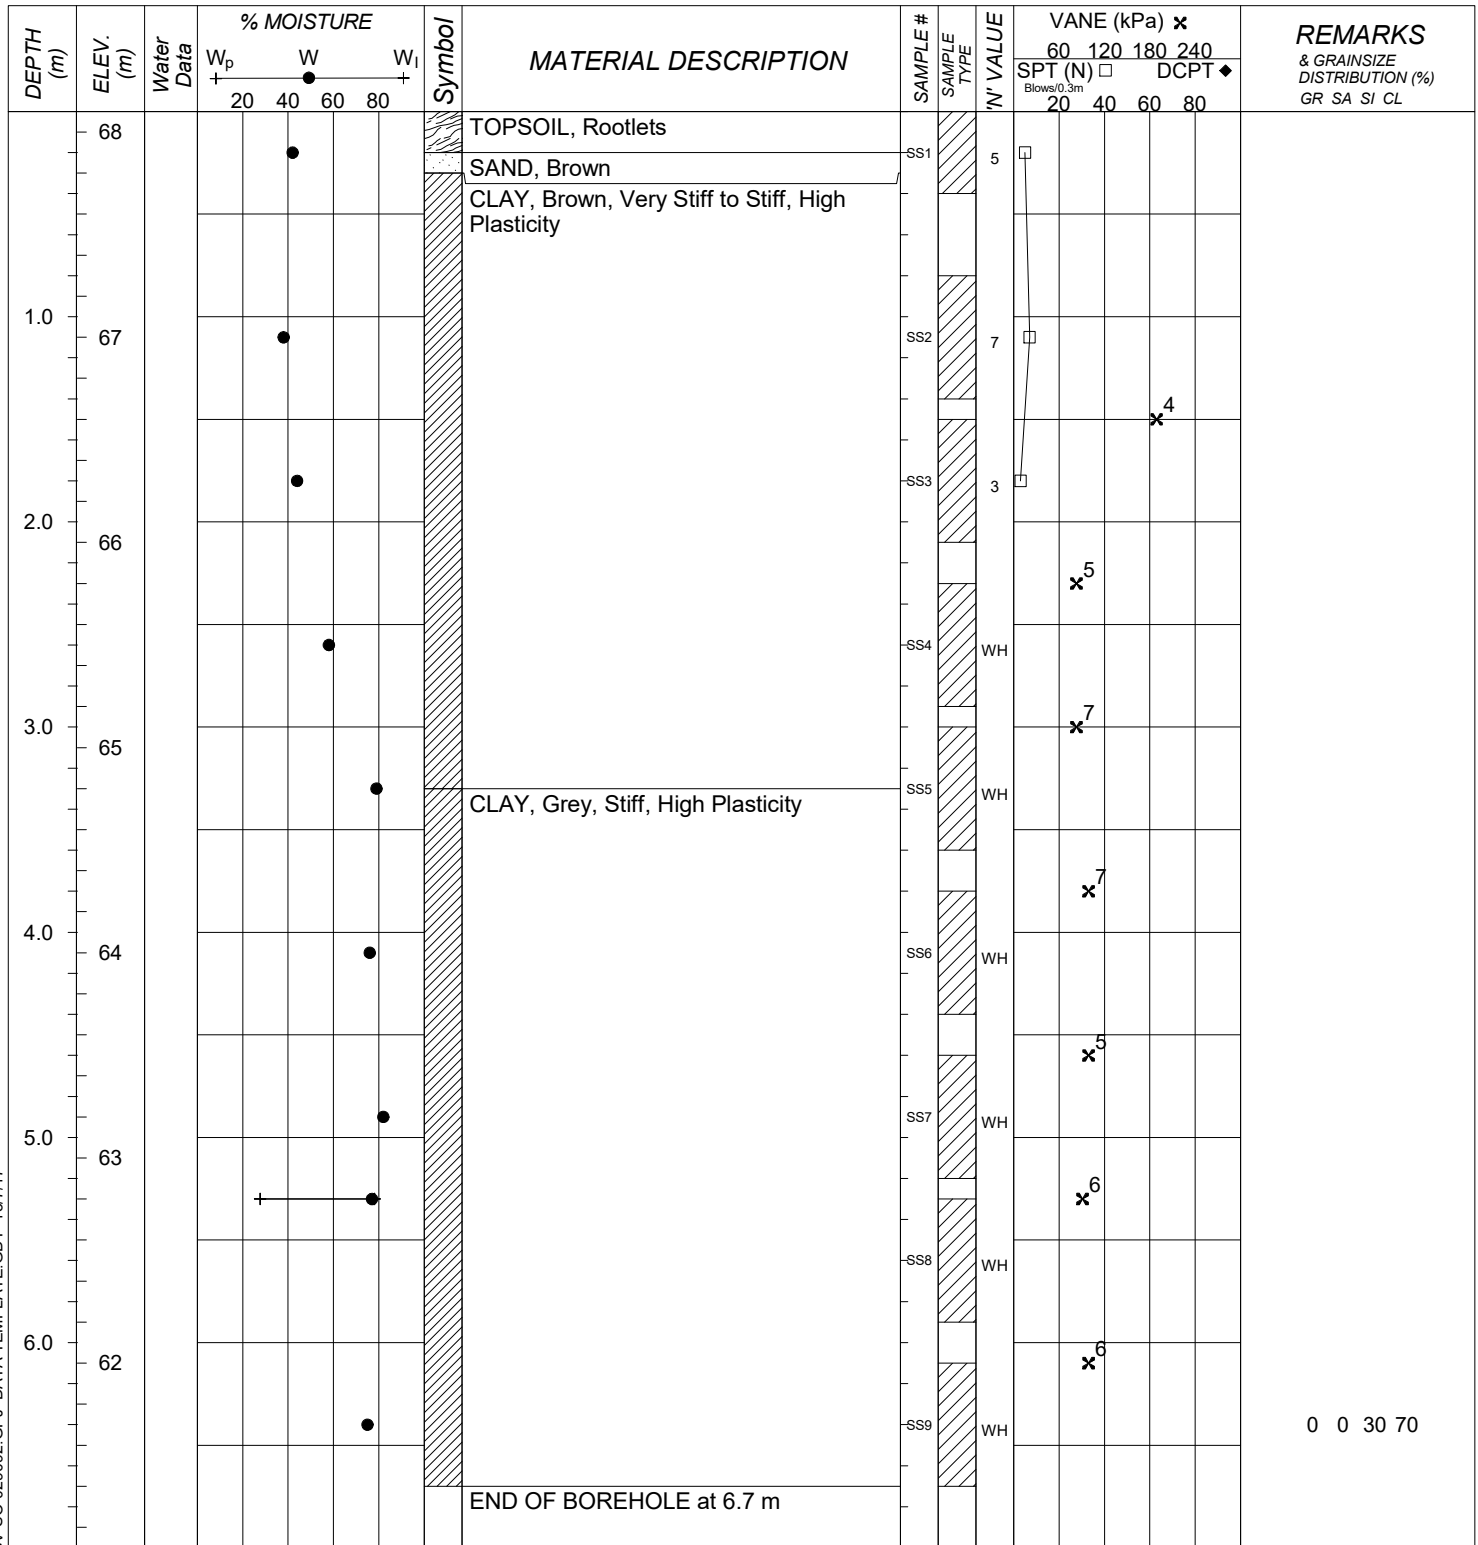 DEPTH (m)
ELEV. (m)
Water Data
% MOISTURE
Wp W Wl
20 40 60 80
Symbol
MATERIAL DESCRIPTION
SAMPLE #
SAMPLE TYPE
'N' VALUE
VANE (kPa)
60 120 180 240
SPT (N) DCPT
Blows/0.3m
20 40 60 80
REMARKS
& GRAINSIZE
DISTRIBUTION (%)
GR SA SI CL
68
TOPSOIL, Rootlets
SS1
5
SAND, Brown
CLAY, Brown, Very Stiff to Stiff, High
Plasticity
1.0
67
SS2
7
4
SS3
3
2.0
66
5
SS4
WH
3.0
7
65
SS5
WH
CLAY, Grey, Stiff, High Plasticity
7
4.0
64
SS6
WH
5
SS7
WH
5.0
63
6
SS8
WH
6.0
62
6
SS9
WH
0 0 30 70
END OF BOREHOLE at 6.7 m